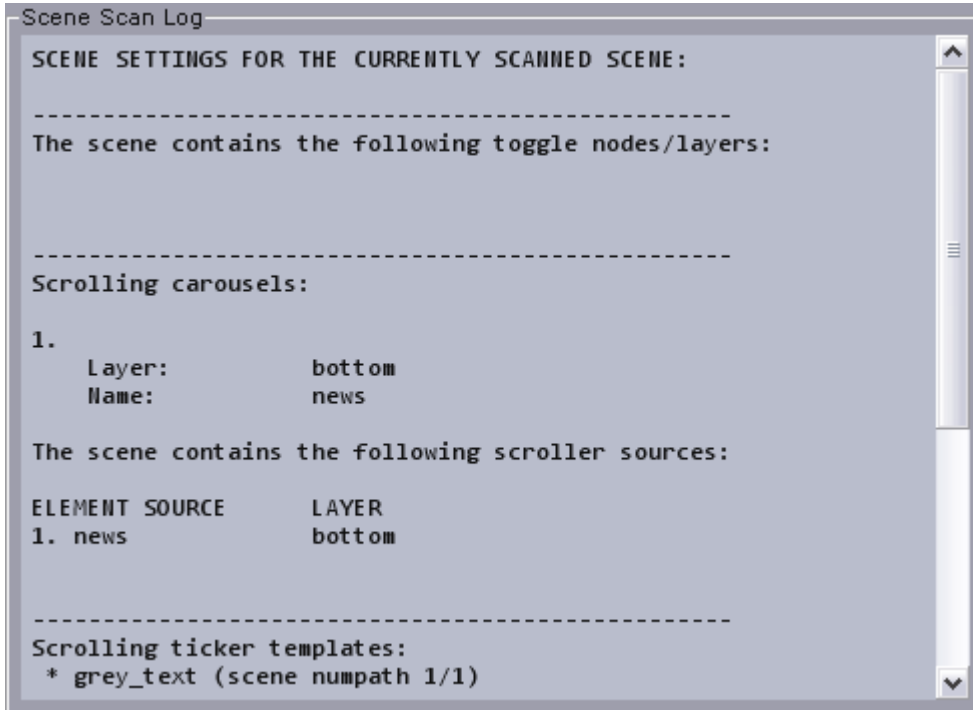 Scene Scan Log
SCENE SETTINGS FOR THE CURRENTLY SCANNED SCENE:
--------------------------------------------------
The scene contains the following toggle nodes/layers:
--------------------------------------------------
Scrolling carousels:
1.
Layer: bottom
Name: news
The scene contains the following scroller sources:
ELEMENT SOURCE LAYER
1. news bottom
--------------------------------------------------
Scrolling ticker templates:
* grey_text (scene numpath 1/1)